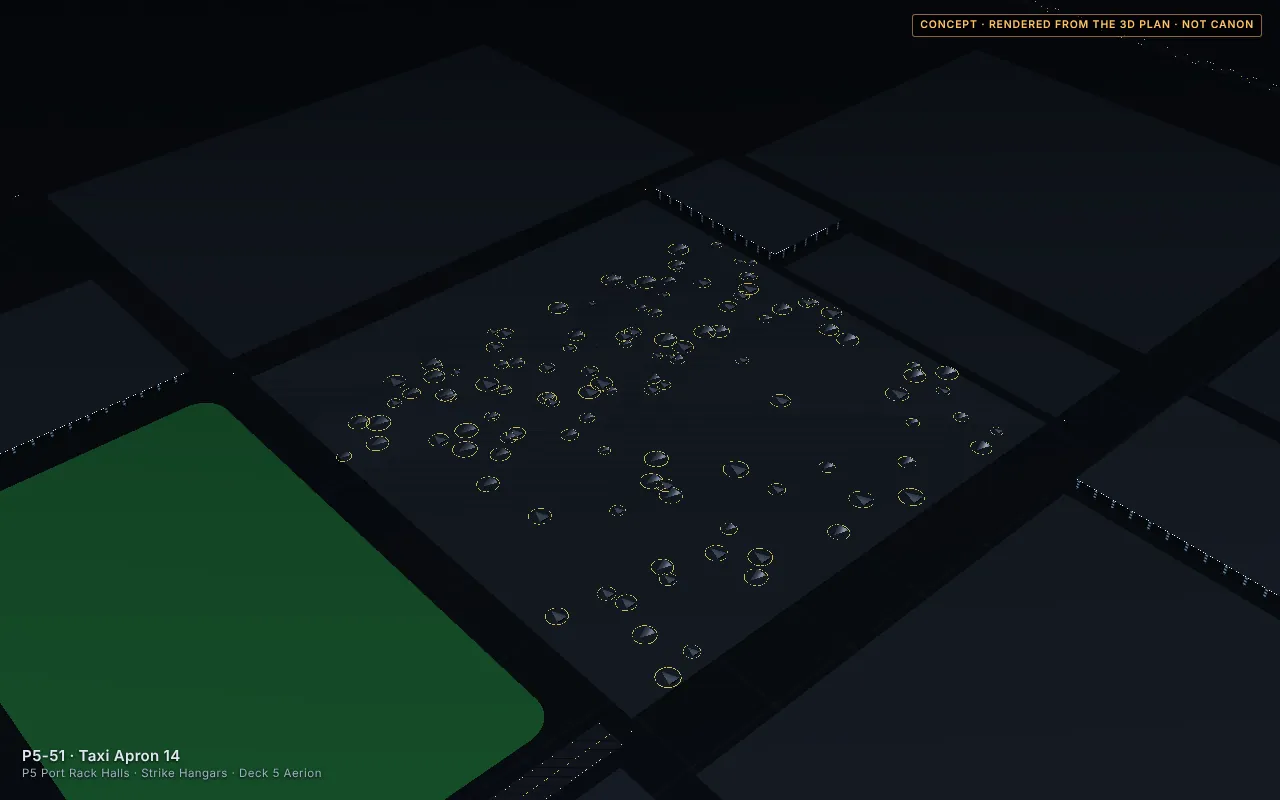 CONCEPT · RENDERED FROM THE 3D PLAN · NOT CANON
P5-51 · Taxi Apron 14
P5 Port Rack Halls · Strike Hangars · Deck 5 Aerion